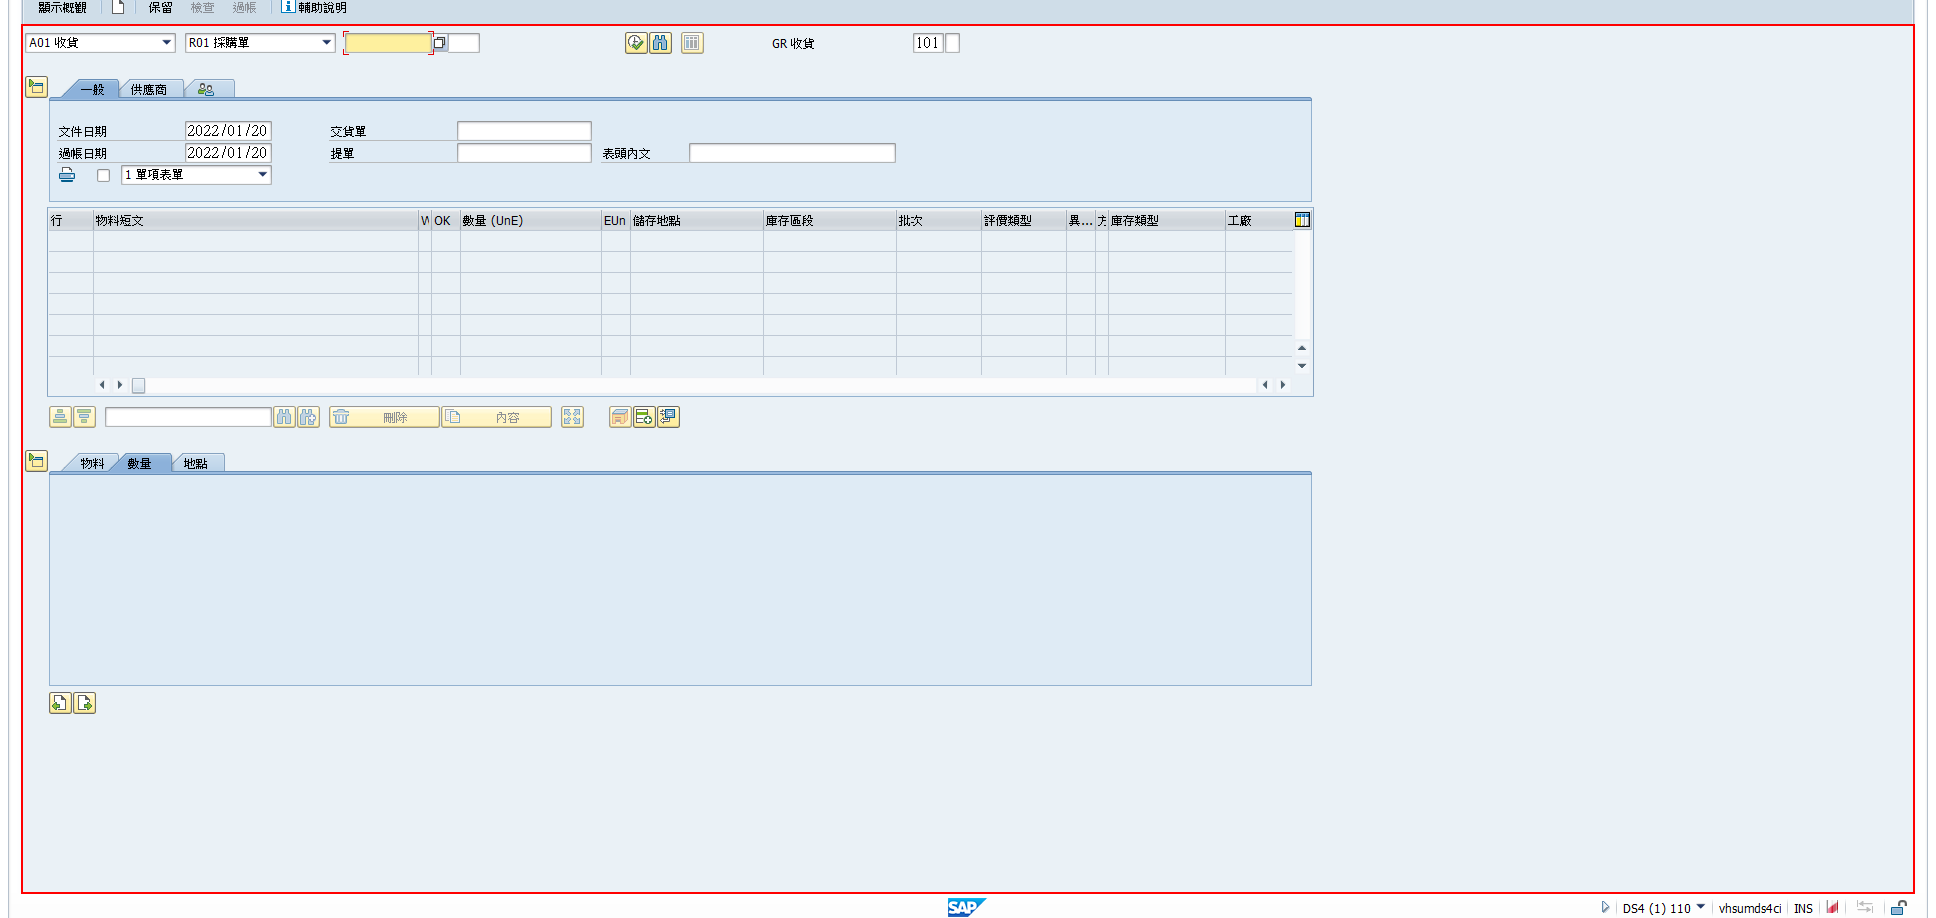 顯示概觀 保留 檢查 過帳 輔助說明
A01 收貨 R01 採購單 GR 收貨 101
一般 供應商
文件日期 2022/01/20 交貨單
過帳日期 2022/01/20 提單 表頭內文
1 單項表單
行 物料短文 OK 數量 (UnE) EUn 儲存地點 庫存區段 批次 評價類型 異... 方 庫存類型 工廠
刪除 內容
物料 數量 地點
SAP DS4 (1) 110 vhsumds4ci INS